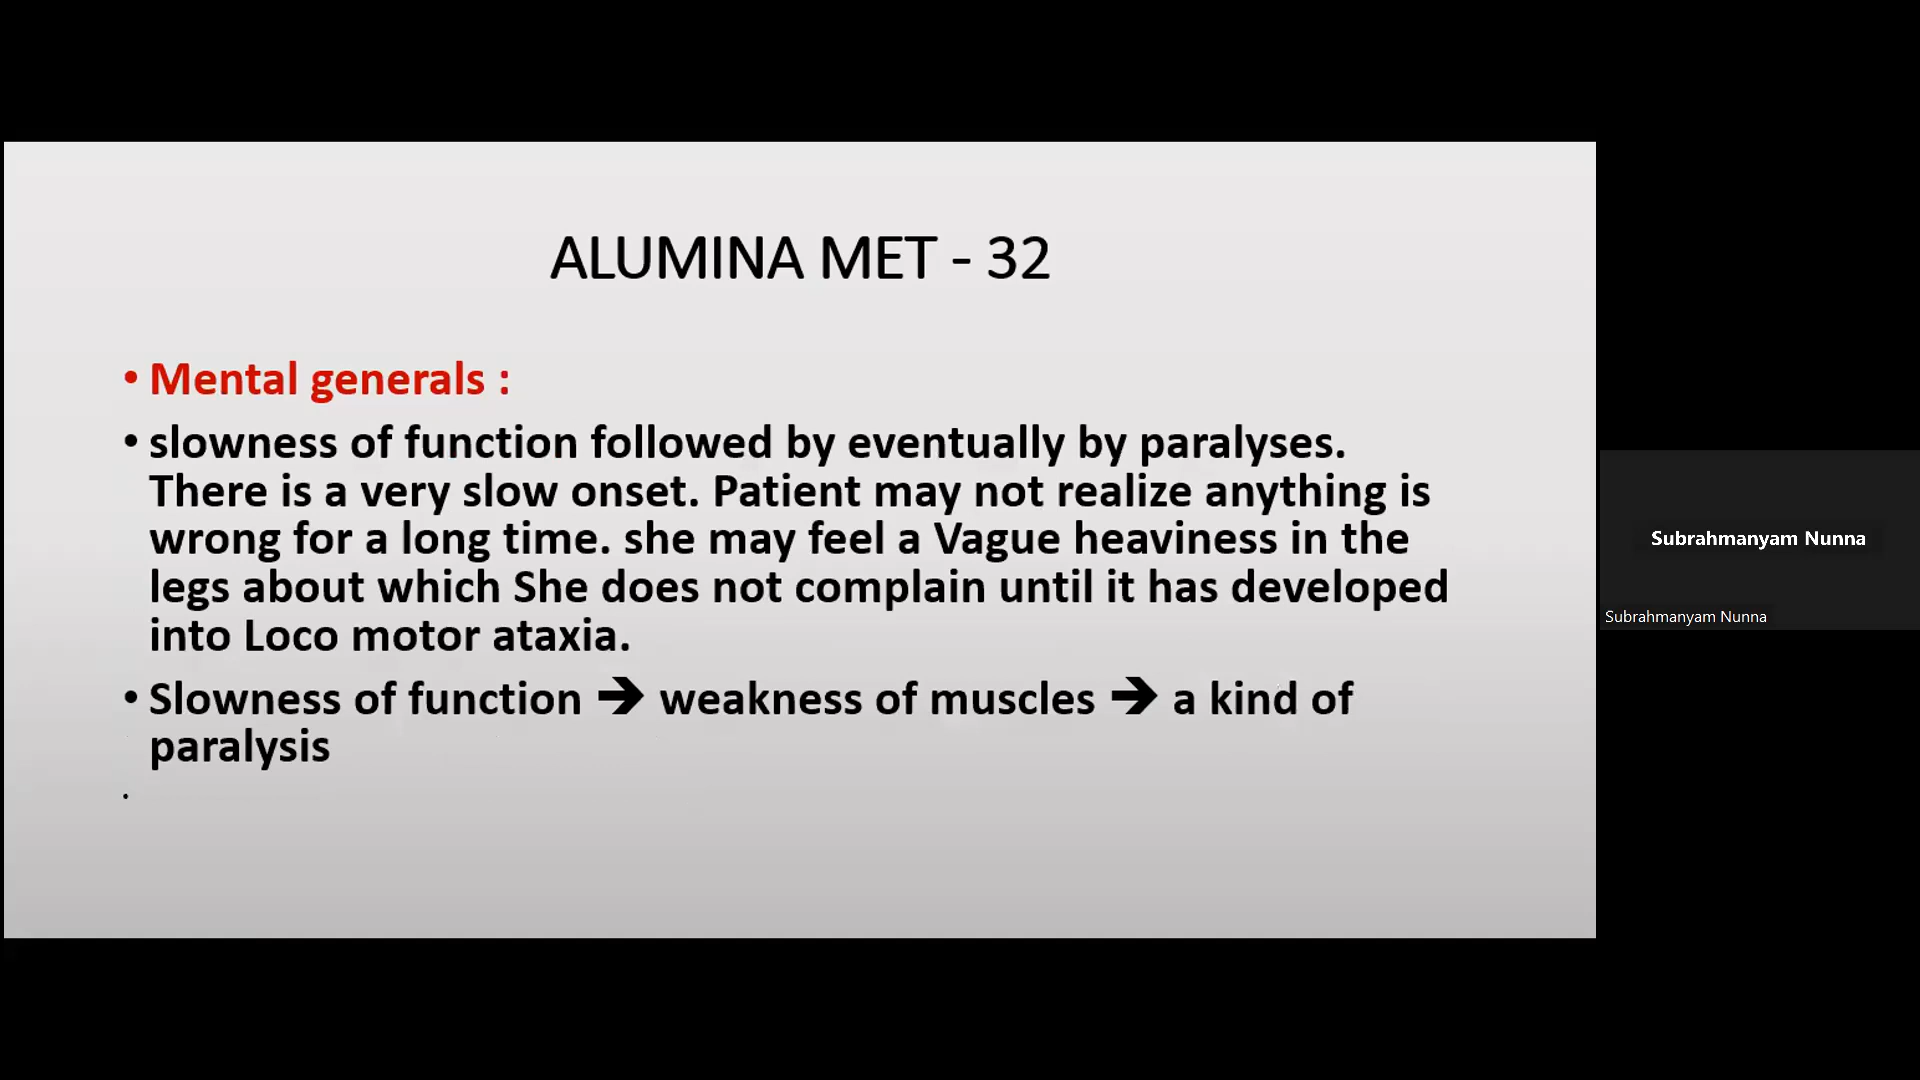 ALUMINA MET - 32
• Mental generals :
• slowness of function followed by eventually by paralyses.
There is a very slow onset. Patient may not realize anything is
wrong for a long time. she may feel a Vague heaviness in the
legs about which She does not complain until it has developed
into Loco motor ataxia.
• Slowness of function ➔ weakness of muscles ➔ a kind of
paralysis
•
Subrahmanyam Nunna
Subrahmanyam Nunna